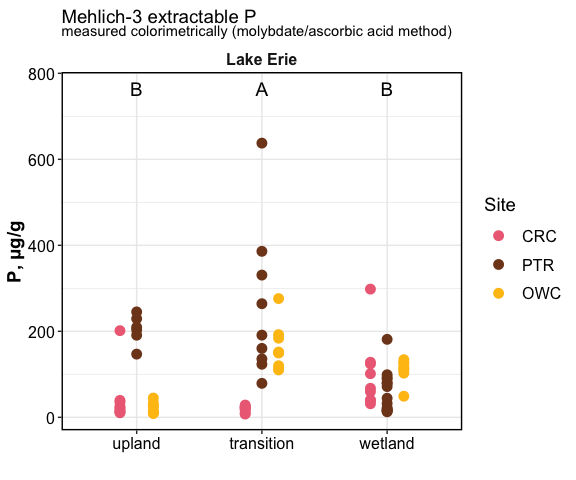 Mehlich-3 extractable P
measured colorimetrically (molybdate/ascorbic acid method)
Lake Erie
B A B
800
600
400
200
0
P, μg/g
upland transition wetland
Site
CRC
PTR
OWC